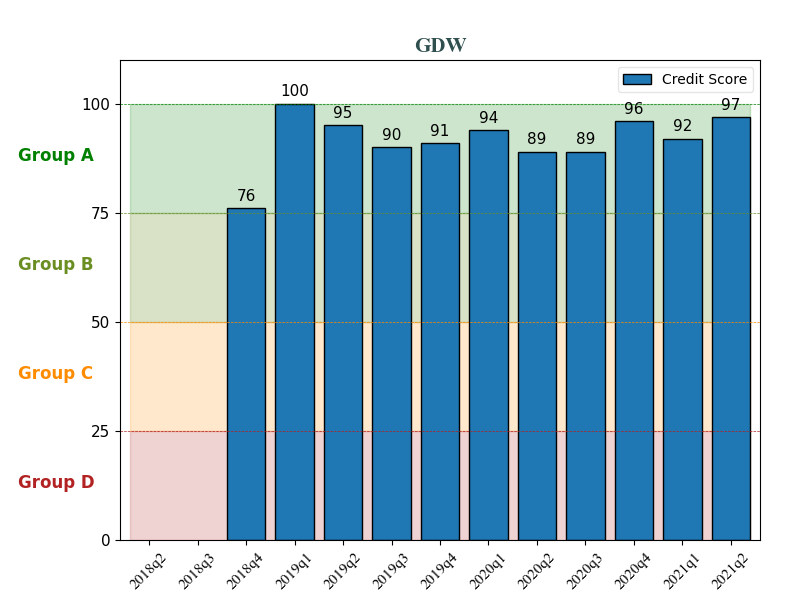 GDW
Credit Score
100
75
50
25
0
Group A
Group B
Group C
Group D
76
100
95
90
91
94
89
89
96
92
97
2018q2
2018q3
2018q4
2019q1
2019q2
2019q3
2019q4
2020q1
2020q2
2020q3
2020q4
2021q1
2021q2